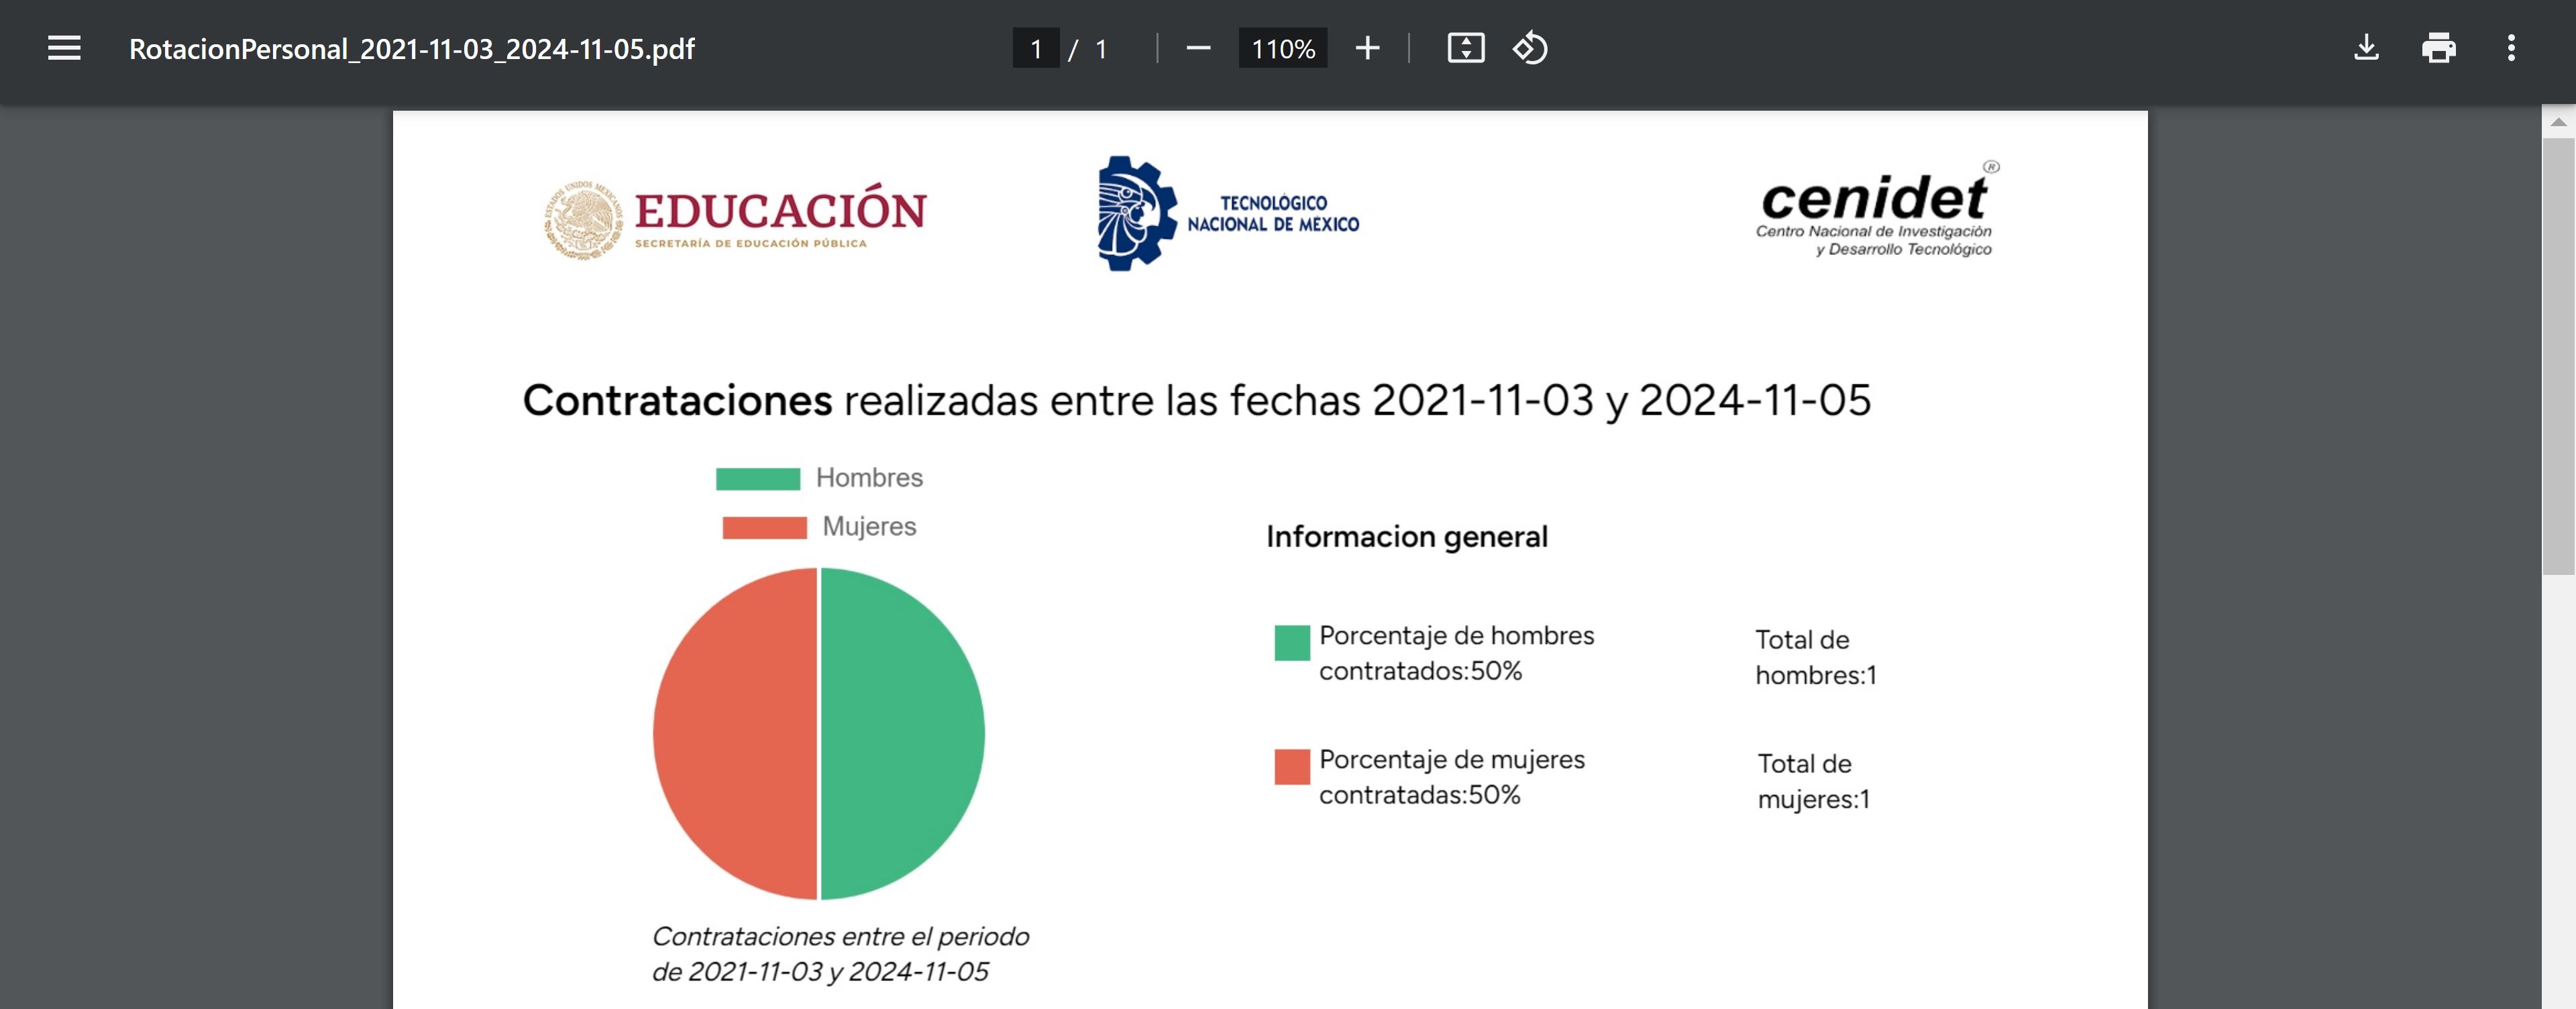 RotacionPersonal_2021-11-03_2024-11-05.pdf
1 / 1
110%
ESTADOS UNIDOS MEXICANOS
EDUCACIÓN
SECRETARÍA DE EDUCACIÓN PÚBLICA
TECNOLÓGICO
NACIONAL DE MÉXICO
cenidet®
Centro Nacional de Investigación
y Desarrollo Tecnológico
Contrataciones realizadas entre las fechas 2021-11-03 y 2024-11-05
Hombres
Mujeres
Informacion general
Porcentaje de hombres
contratados:50%
Total de
hombres:1
Porcentaje de mujeres
contratadas:50%
Total de
mujeres:1
Contrataciones entre el periodo
de 2021-11-03 y 2024-11-05